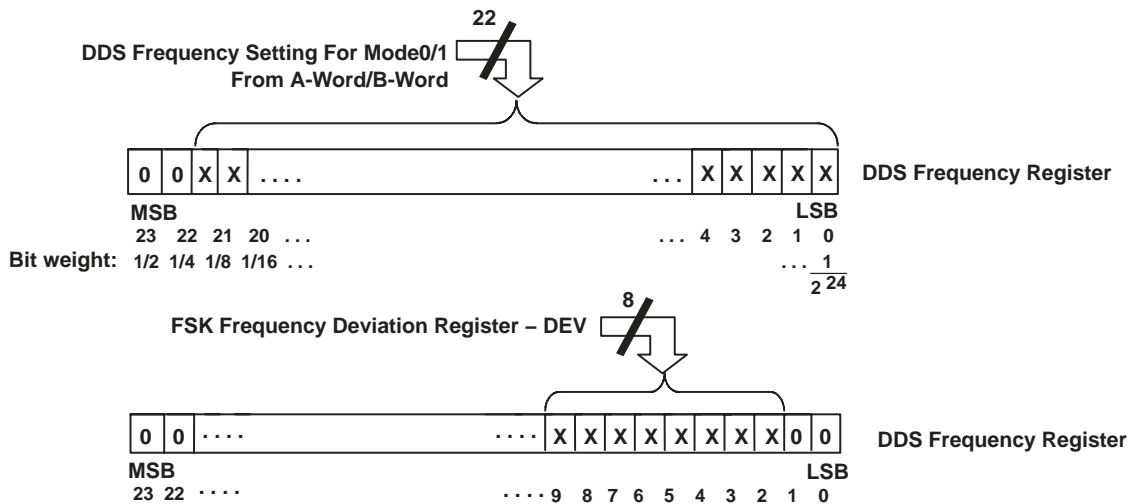 22
DDS Frequency Setting For Mode0/1
From A-Word/B-Word
0 0 X X .... ... X X X X X DDS Frequency Register
MSB LSB
23 22 21 20 ... ... 4 3 2 1 0
Bit weight: 1/2 1/4 1/8 1/16 ... ... 1
2 24
8
FSK Frequency Deviation Register – DEV
0 0 .... .... X X X X X X X X 0 0 DDS Frequency Register
MSB LSB
23 22 .... .... 9 8 7 6 5 4 3 2 1 0